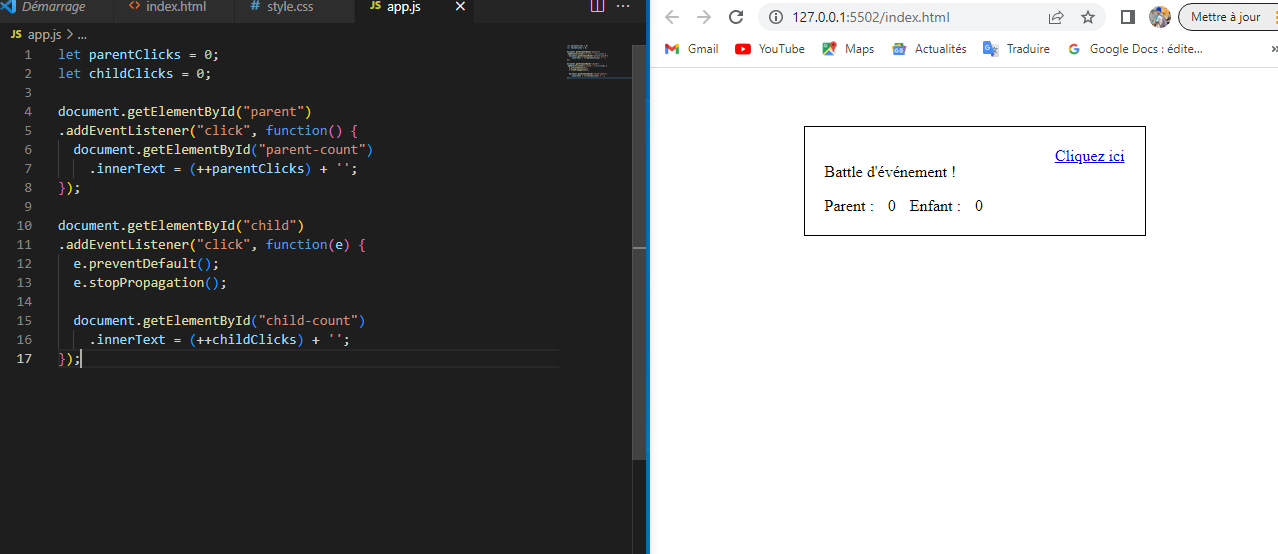 Démarrage
index.html
# style.css
JS app.js
JS app.js > ...
1 let parentClicks = 0;
2 let childClicks = 0;
3
4 document.getElementById("parent")
5 .addEventListener("click", function() {
6 document.getElementById("parent-count")
7 .innerText = (++parentClicks) + '';
8 });
9
10 document.getElementById("child")
11 .addEventListener("click", function(e) {
12 e.preventDefault();
13 e.stopPropagation();
14
15 document.getElementById("child-count")
16 .innerText = (++childClicks) + '';
17 });
127.0.0.1:5502/index.html
Mettre à jour
Gmail YouTube Maps Actualités Traduire Google Docs : édite... »
Cliquez ici
Battle d'événement !
Parent : 0 Enfant : 0